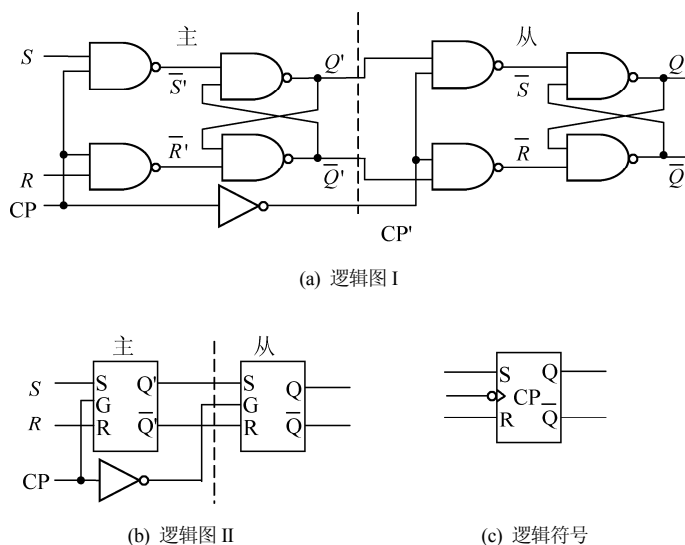 主 从
S Q' Q
S̅' S̅
R̅' R̅
R Q̅' Q̅
CP
CP'
(a) 逻辑图 I
主 从
S S Q' S Q
G G
R R Q̅' R Q̅
CP
(b) 逻辑图 II
S Q
CP
R Q̅
(c) 逻辑符号